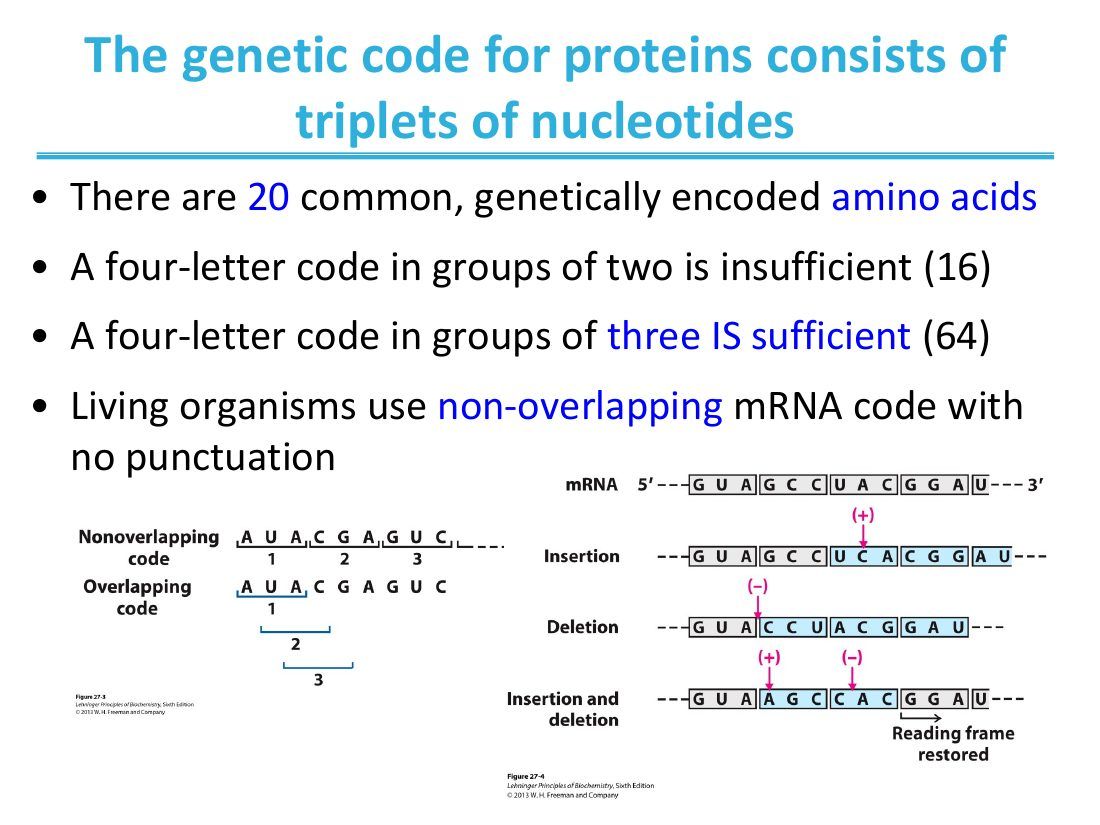 The genetic code for proteins consists of
triplets of nucleotides
• There are 20 common, genetically encoded amino acids
• A four-letter code in groups of two is insufficient (16)
• A four-letter code in groups of three IS sufficient (64)
• Living organisms use non-overlapping mRNA code with
no punctuation
Nonoverlapping code
A U A C G A G U C
1 2 3
Overlapping code
A U A C G A G U C
1
2
3
Figure 27-3
Lehninger Principles of Biochemistry, Sixth Edition
© 2013 W. H. Freeman and Company
mRNA 5′ G U A G C C U A C G G A U 3′
(+)
Insertion G U A G C C U C A C G G A U
(–)
Deletion G U A C C U A C G G A U
(+) (–)
Insertion and deletion G U A A G C C A C G G A U
Reading frame
restored
Figure 27-4
Lehninger Principles of Biochemistry, Sixth Edition
© 2013 W. H. Freeman and Company